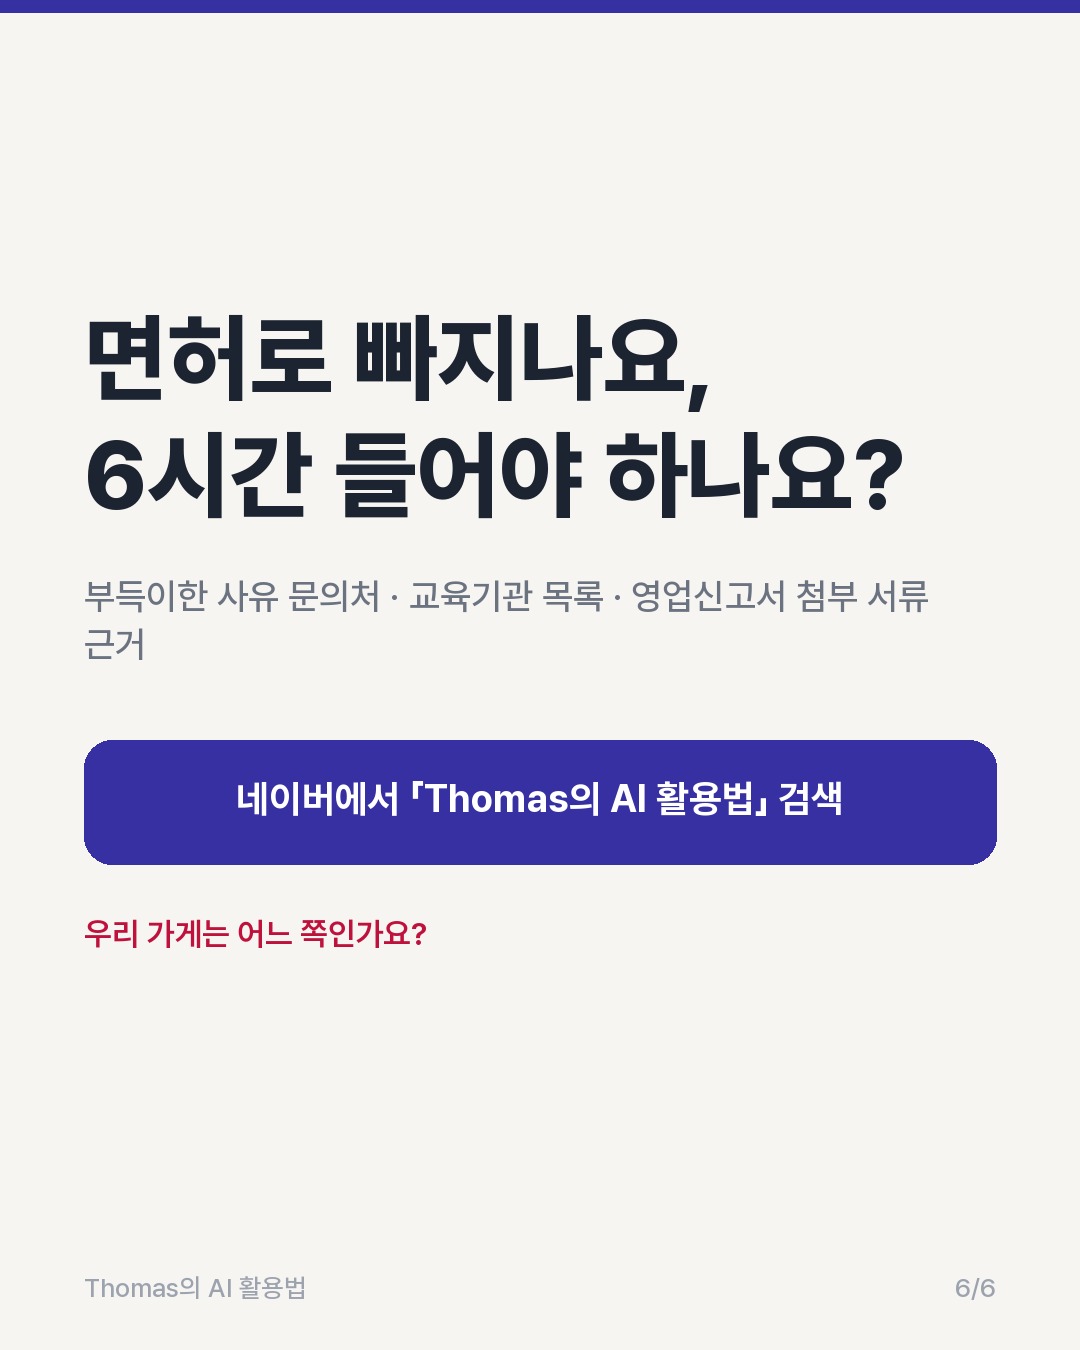 면허로 빠지나요,
6시간 들어야 하나요?
부득이한 사유 문의처 · 교육기관 목록 · 영업신고서 첨부 서류
근거
네이버에서 「Thomas의 AI 활용법」 검색
우리 가게는 어느 쪽인가요?
Thomas의 AI 활용법
6/6